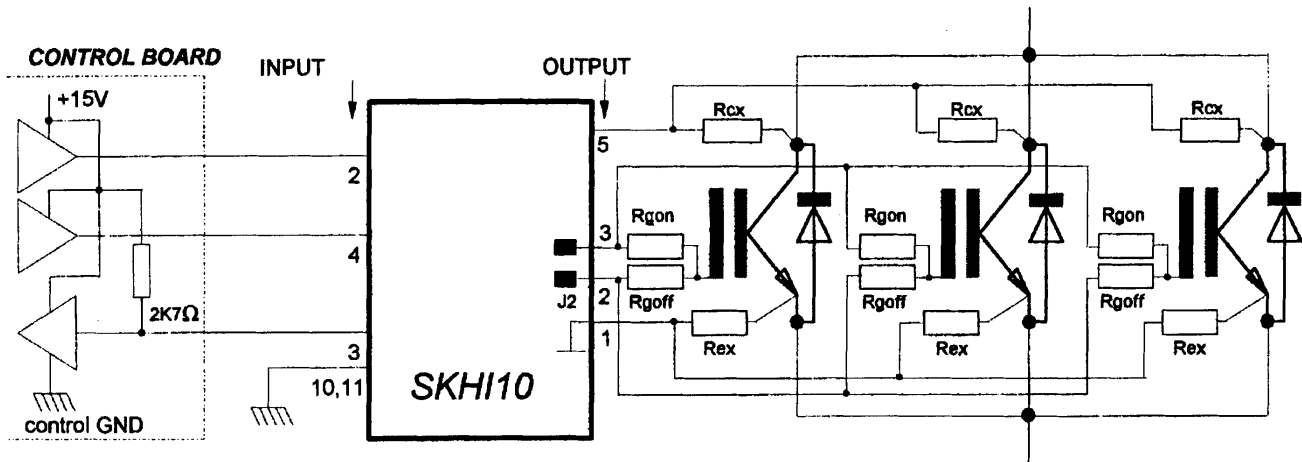 CONTROL BOARD
INPUT
OUTPUT
+15V
Rcx
Rcx
Rcx
2
5
4
3
Rgon
Rgon
Rgon
J2
2
Rgoff
Rgoff
Rgoff
2K7Ω
3
1
Rex
Rex
Rex
10,11
SKHI10
control GND